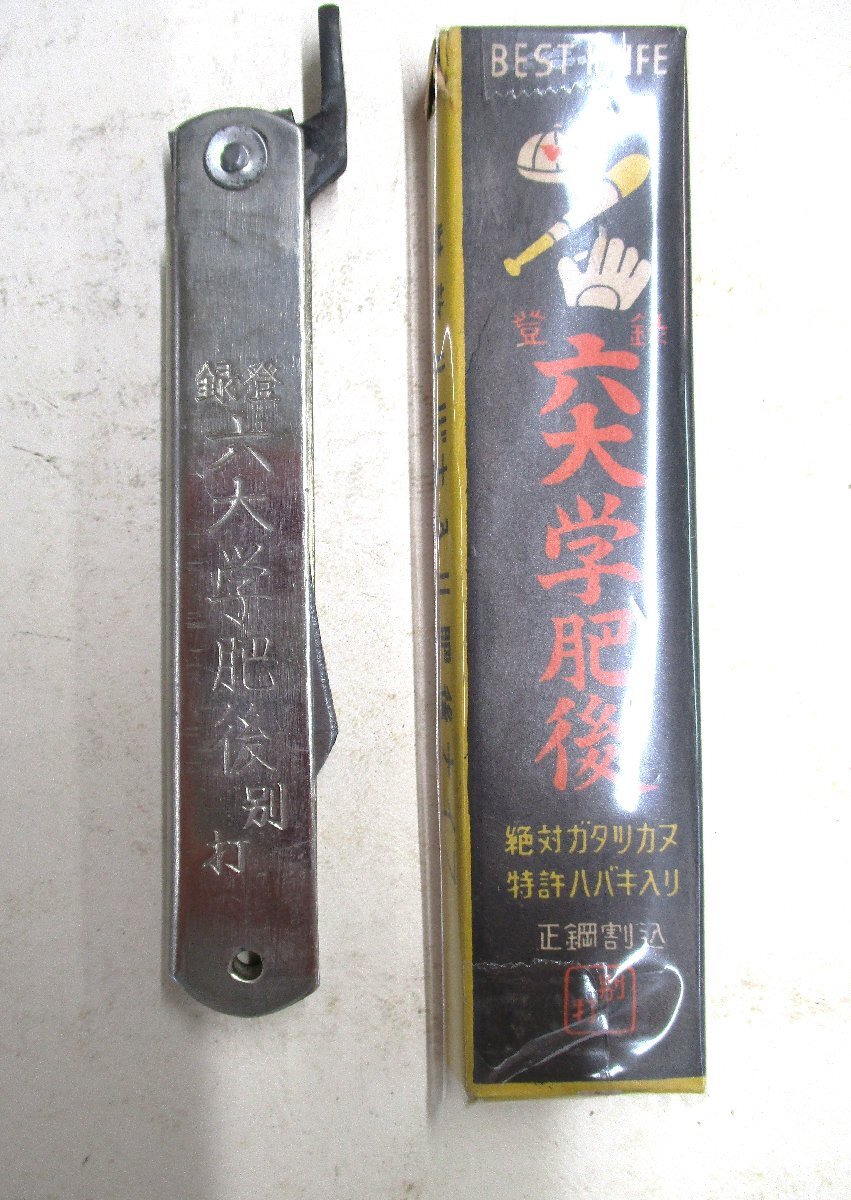 登録
六大学肥後
別打
BEST KNIFE
登録
六大学肥後
絶対ガタツカヌ
特許ハバキ入リ
正鋼割込
別打